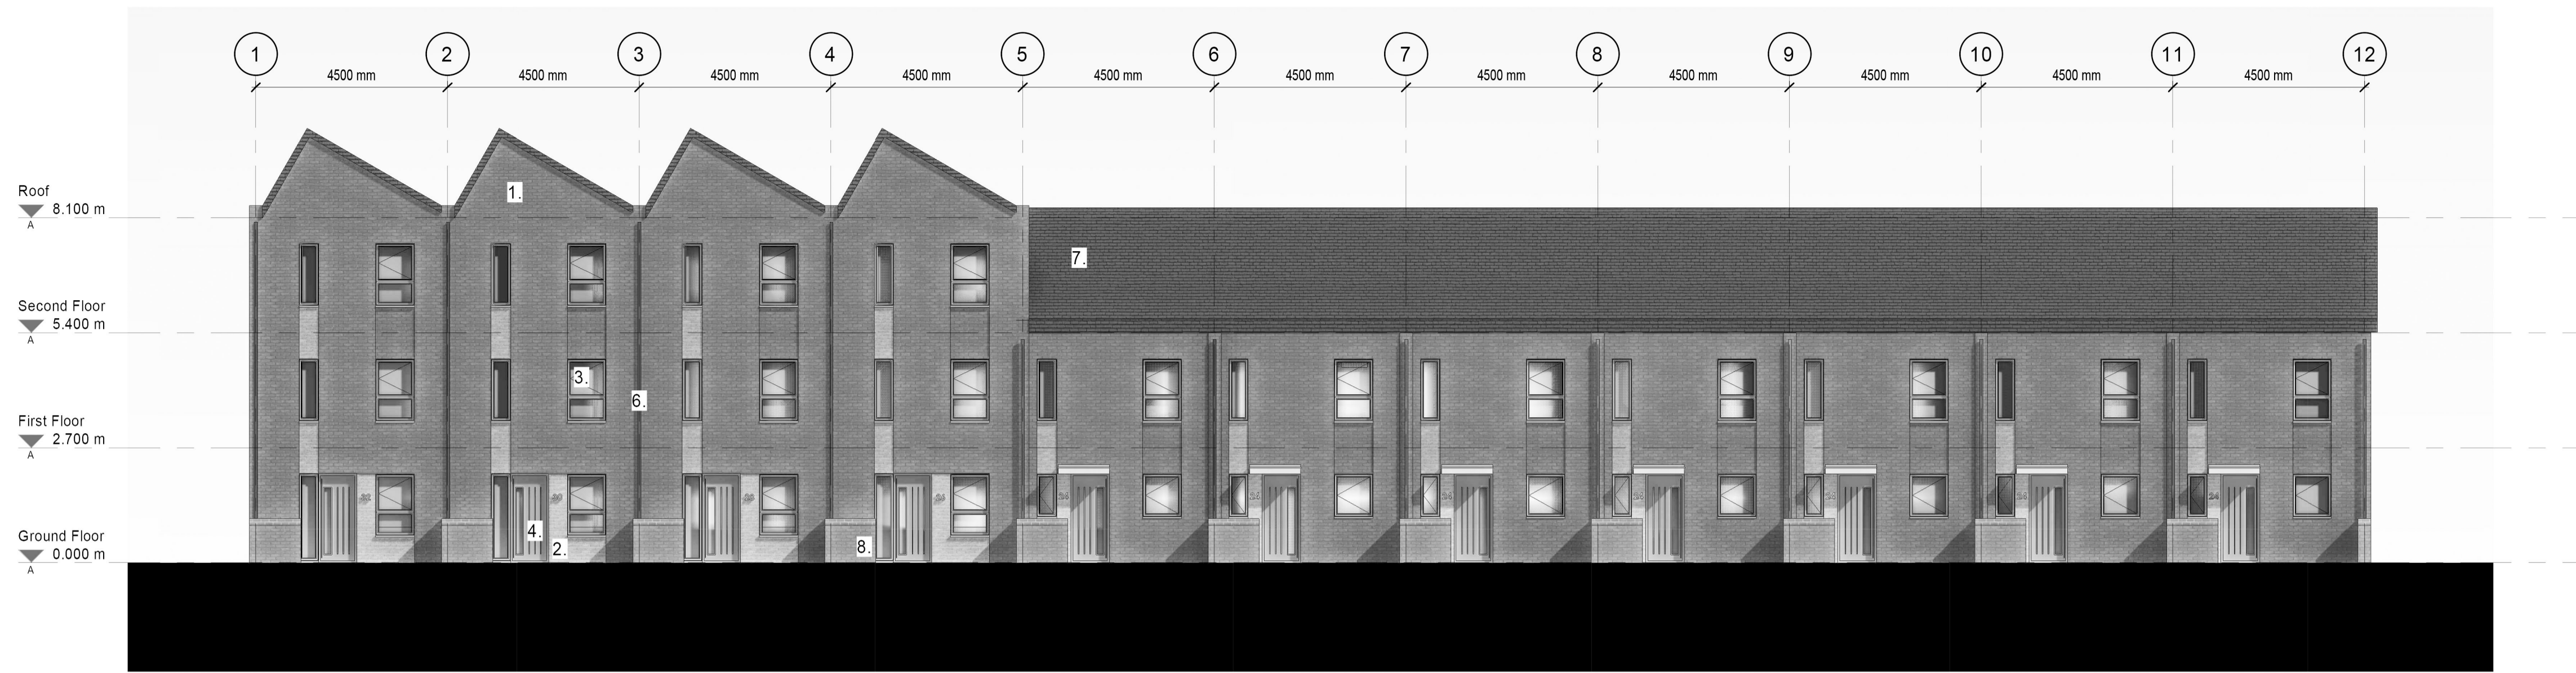 1 2 3 4 5 6 7 8 9 10 11 12
4500 mm 4500 mm 4500 mm 4500 mm 4500 mm 4500 mm 4500 mm 4500 mm 4500 mm 4500 mm 4500 mm
Roof
8.100 m
A
1.
7.
Second Floor
5.400 m
A
3.
6.
First Floor
2.700 m
A
4.
2.
8.
Ground Floor
0.000 m
A